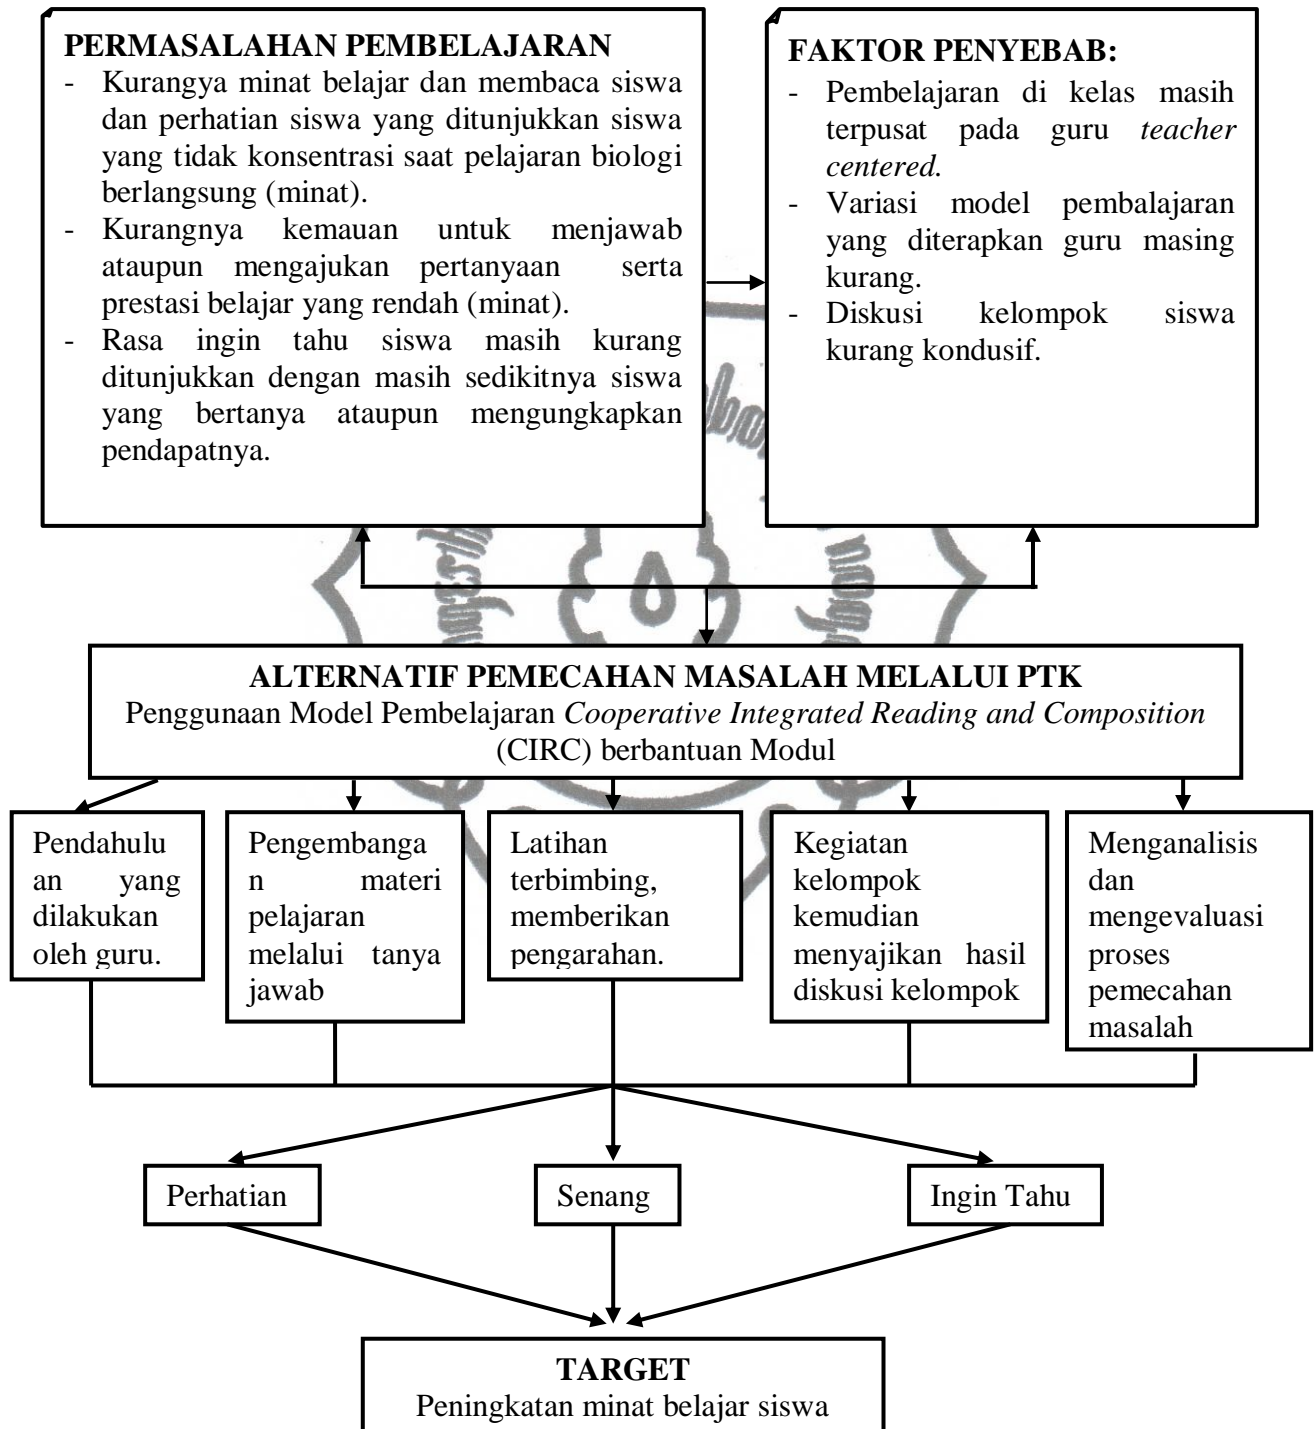 PERMASALAHAN PEMBELAJARAN
- Kurangya minat belajar dan membaca siswa
dan perhatian siswa yang ditunjukkan siswa
yang tidak konsentrasi saat pelajaran biologi
berlangsung (minat).
- Kurangnya kemauan untuk menjawab
ataupun mengajukan pertanyaan serta
prestasi belajar yang rendah (minat).
- Rasa ingin tahu siswa masih kurang
ditunjukkan dengan masih sedikitnya siswa
yang bertanya ataupun mengungkapkan
pendapatnya.
FAKTOR PENYEBAB:
- Pembelajaran di kelas masih
terpusat pada guru teacher
centered.
- Variasi model pembalajaran
yang diterapkan guru masing
kurang.
- Diskusi kelompok siswa
kurang kondusif.
ALTERNATIF PEMECAHAN MASALAH MELALUI PTK
Penggunaan Model Pembelajaran Cooperative Integrated Reading and Composition
(CIRC) berbantuan Modul
Pendahulu
an yang
dilakukan
oleh guru.
Pengembanga
n materi
pelajaran
melalui tanya
jawab
Latihan
terbimbing,
memberikan
pengarahan.
Kegiatan
kelompok
kemudian
menyajikan hasil
diskusi kelompok
Menganalisis
dan
mengevaluasi
proses
pemecahan
masalah
Perhatian
Senang
Ingin Tahu
TARGET
Peningkatan minat belajar siswa